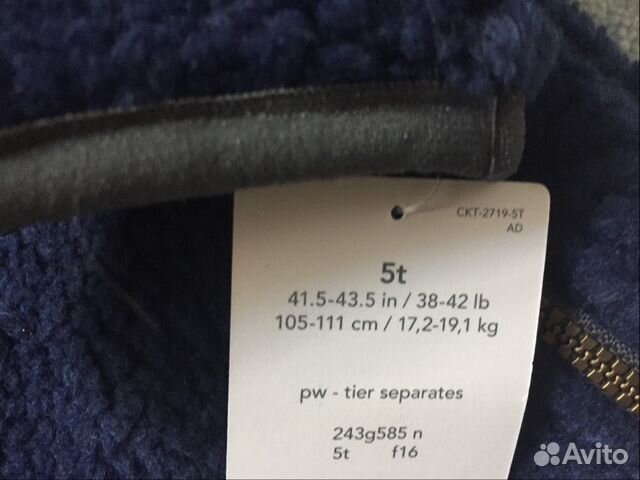 CKT-2719-5T
AD
5t
41.5-43.5 in / 38-42 lb
105-111 cm / 17,2-19,1 kg
pw - tier separates
243g585 n
5t f16
Avito